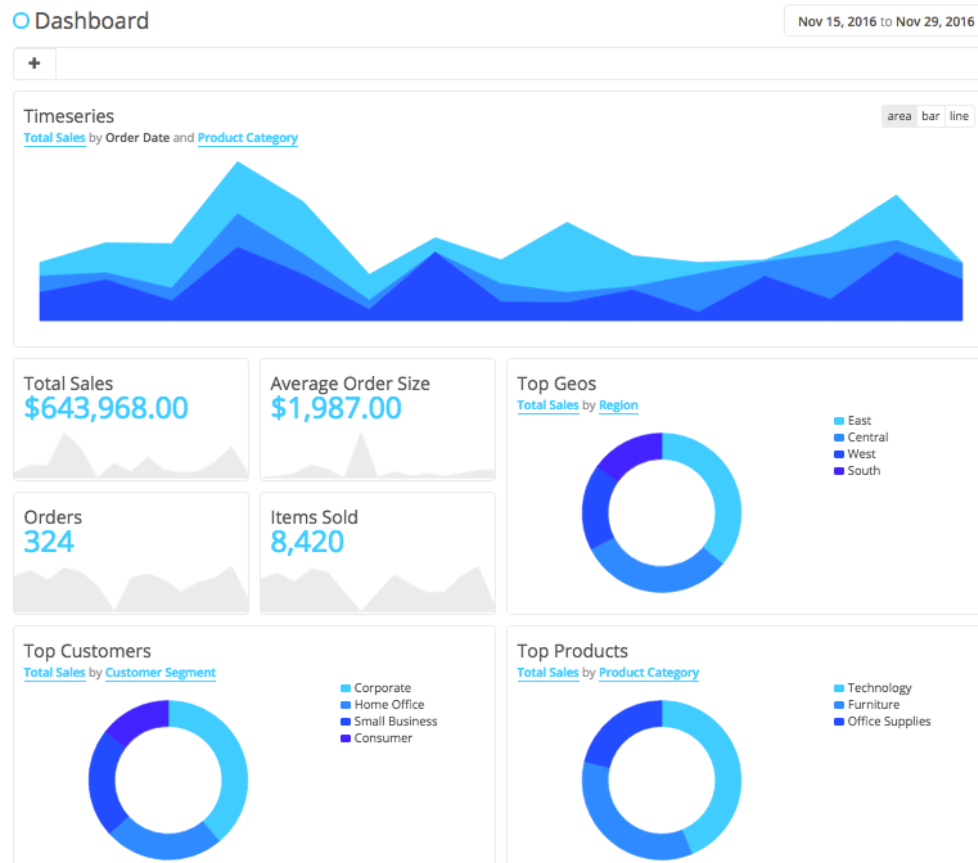 Dashboard
Nov 15, 2016 to Nov 29, 2016
+
Timeseries
area bar line
Total Sales by Order Date and Product Category
Total Sales
$643,968.00
Average Order Size
$1,987.00
Top Geos
Total Sales by Region
East
Central
West
South
Orders
324
Items Sold
8,420
Top Customers
Total Sales by Customer Segment
Corporate
Home Office
Small Business
Consumer
Top Products
Total Sales by Product Category
Technology
Furniture
Office Supplies